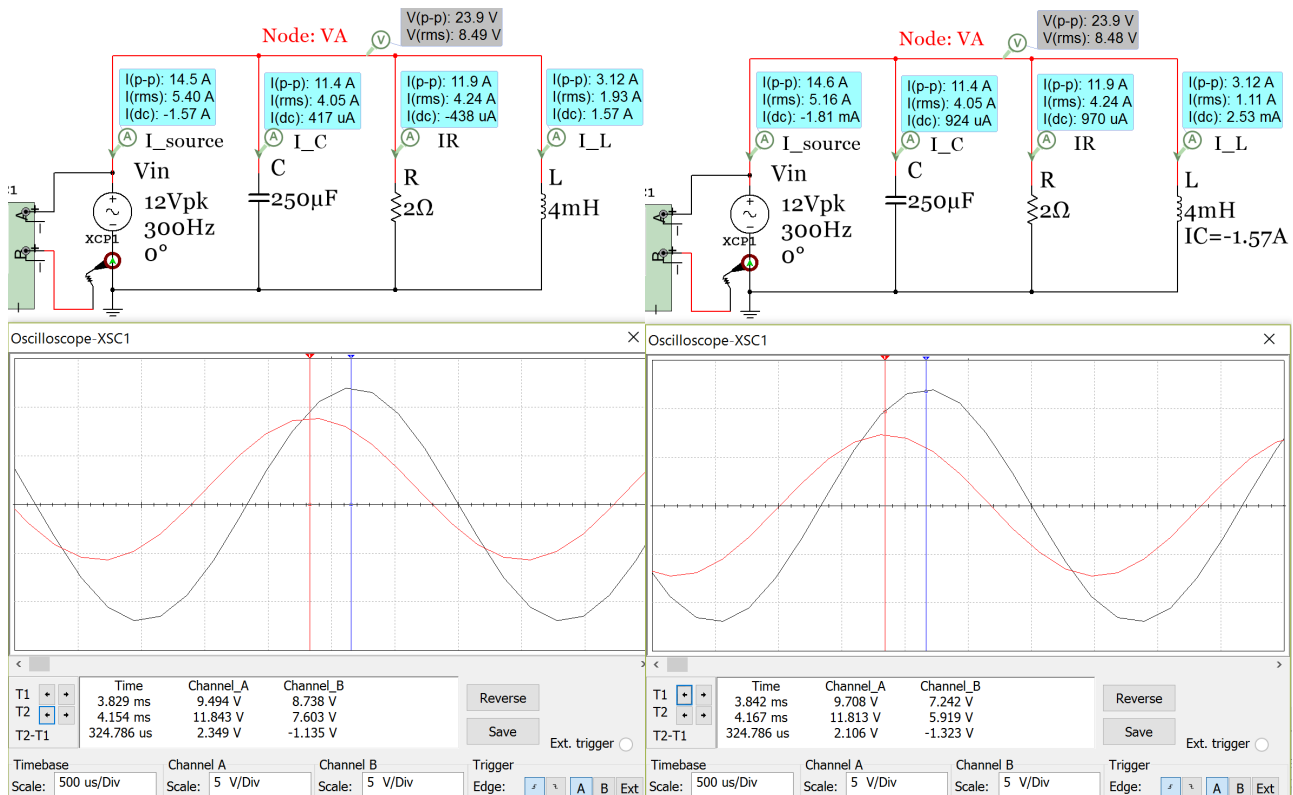 V(p-p): 23.9 V
V(rms): 8.49 V
Node: VA
V
I(p-p): 14.5 A
I(rms): 5.40 A
I(dc): -1.57 A
I(p-p): 11.4 A
I(rms): 4.05 A
I(dc): 417 uA
I(p-p): 11.9 A
I(rms): 4.24 A
I(dc): -438 uA
I(p-p): 3.12 A
I(rms): 1.93 A
I(dc): 1.57 A
A I_source
A I_C
A IR
A I_L
Vin
C
R
L
:1
A
B
12Vpk
300Hz
0°
XCP1
250µF
2Ω
4mH
V(p-p): 23.9 V
V(rms): 8.48 V
Node: VA
V
I(p-p): 14.6 A
I(rms): 5.16 A
I(dc): -1.81 mA
I(p-p): 11.4 A
I(rms): 4.05 A
I(dc): 924 uA
I(p-p): 11.9 A
I(rms): 4.24 A
I(dc): 970 uA
I(p-p): 3.12 A
I(rms): 1.11 A
I(dc): 2.53 mA
A I_source
A I_C
A IR
A I_L
Vin
C
R
L
:1
A
B
12Vpk
300Hz
0°
XCP1
250µF
2Ω
4mH
IC=-1.57A
Oscilloscope-XSC1
T1
T2
T2-T1
Time Channel_A Channel_B
3.829 ms 9.494 V 8.738 V
4.154 ms 11.843 V 7.603 V
324.786 us 2.349 V -1.135 V
Reverse
Save
Ext. trigger
Timebase
Scale: 500 us/Div
Channel A
Scale: 5 V/Div
Channel B
Scale: 5 V/Div
Trigger
Edge: A B Ext
Oscilloscope-XSC1
T1
T2
T2-T1
Time Channel_A Channel_B
3.842 ms 9.708 V 7.242 V
4.167 ms 11.813 V 5.919 V
324.786 us 2.106 V -1.323 V
Reverse
Save
Ext. trigger
Timebase
Scale: 500 us/Div
Channel A
Scale: 5 V/Div
Channel B
Scale: 5 V/Div
Trigger
Edge: A B Ext